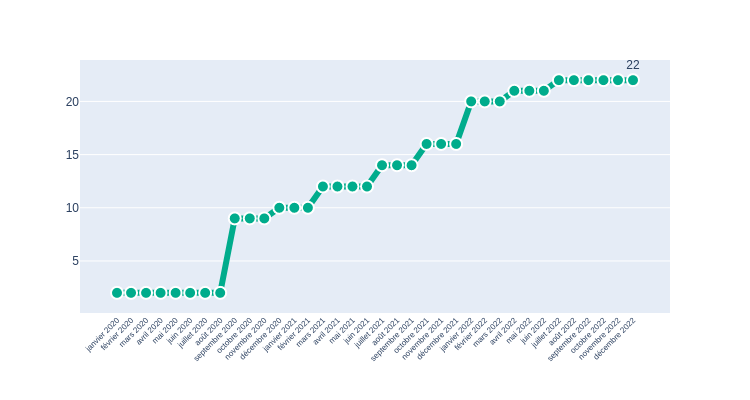 22
20
15
10
5
janvier 2020
février 2020
mars 2020
avril 2020
mai 2020
juin 2020
juillet 2020
août 2020
septembre 2020
octobre 2020
novembre 2020
décembre 2020
janvier 2021
février 2021
mars 2021
avril 2021
mai 2021
juin 2021
juillet 2021
août 2021
septembre 2021
octobre 2021
novembre 2021
décembre 2021
janvier 2022
février 2022
mars 2022
avril 2022
mai 2022
juin 2022
juillet 2022
août 2022
septembre 2022
octobre 2022
novembre 2022
décembre 2022